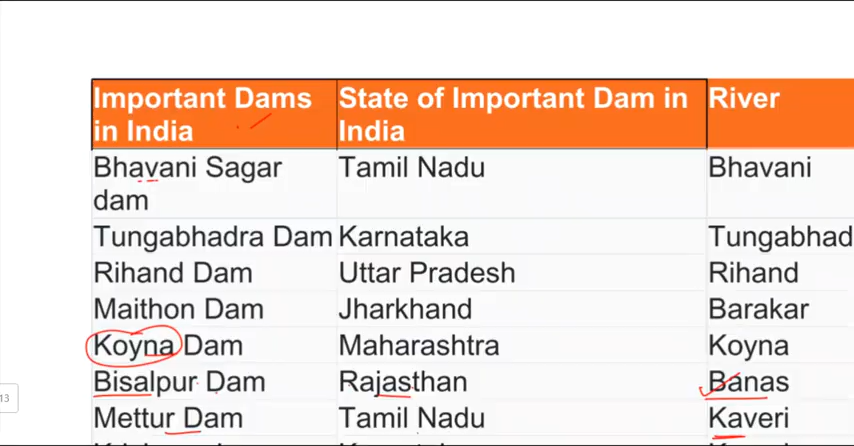 Important Dams State of Important Dam in River
in India India
Bhavani Sagar Tamil Nadu Bhavani
dam
Tungabhadra Dam Karnataka Tungabhad
Rihand Dam Uttar Pradesh Rihand
Maithon Dam Jharkhand Barakar
Koyna Dam Maharashtra Koyna
Bisalpur Dam Rajasthan Banas
13
Mettur Dam Tamil Nadu Kaveri